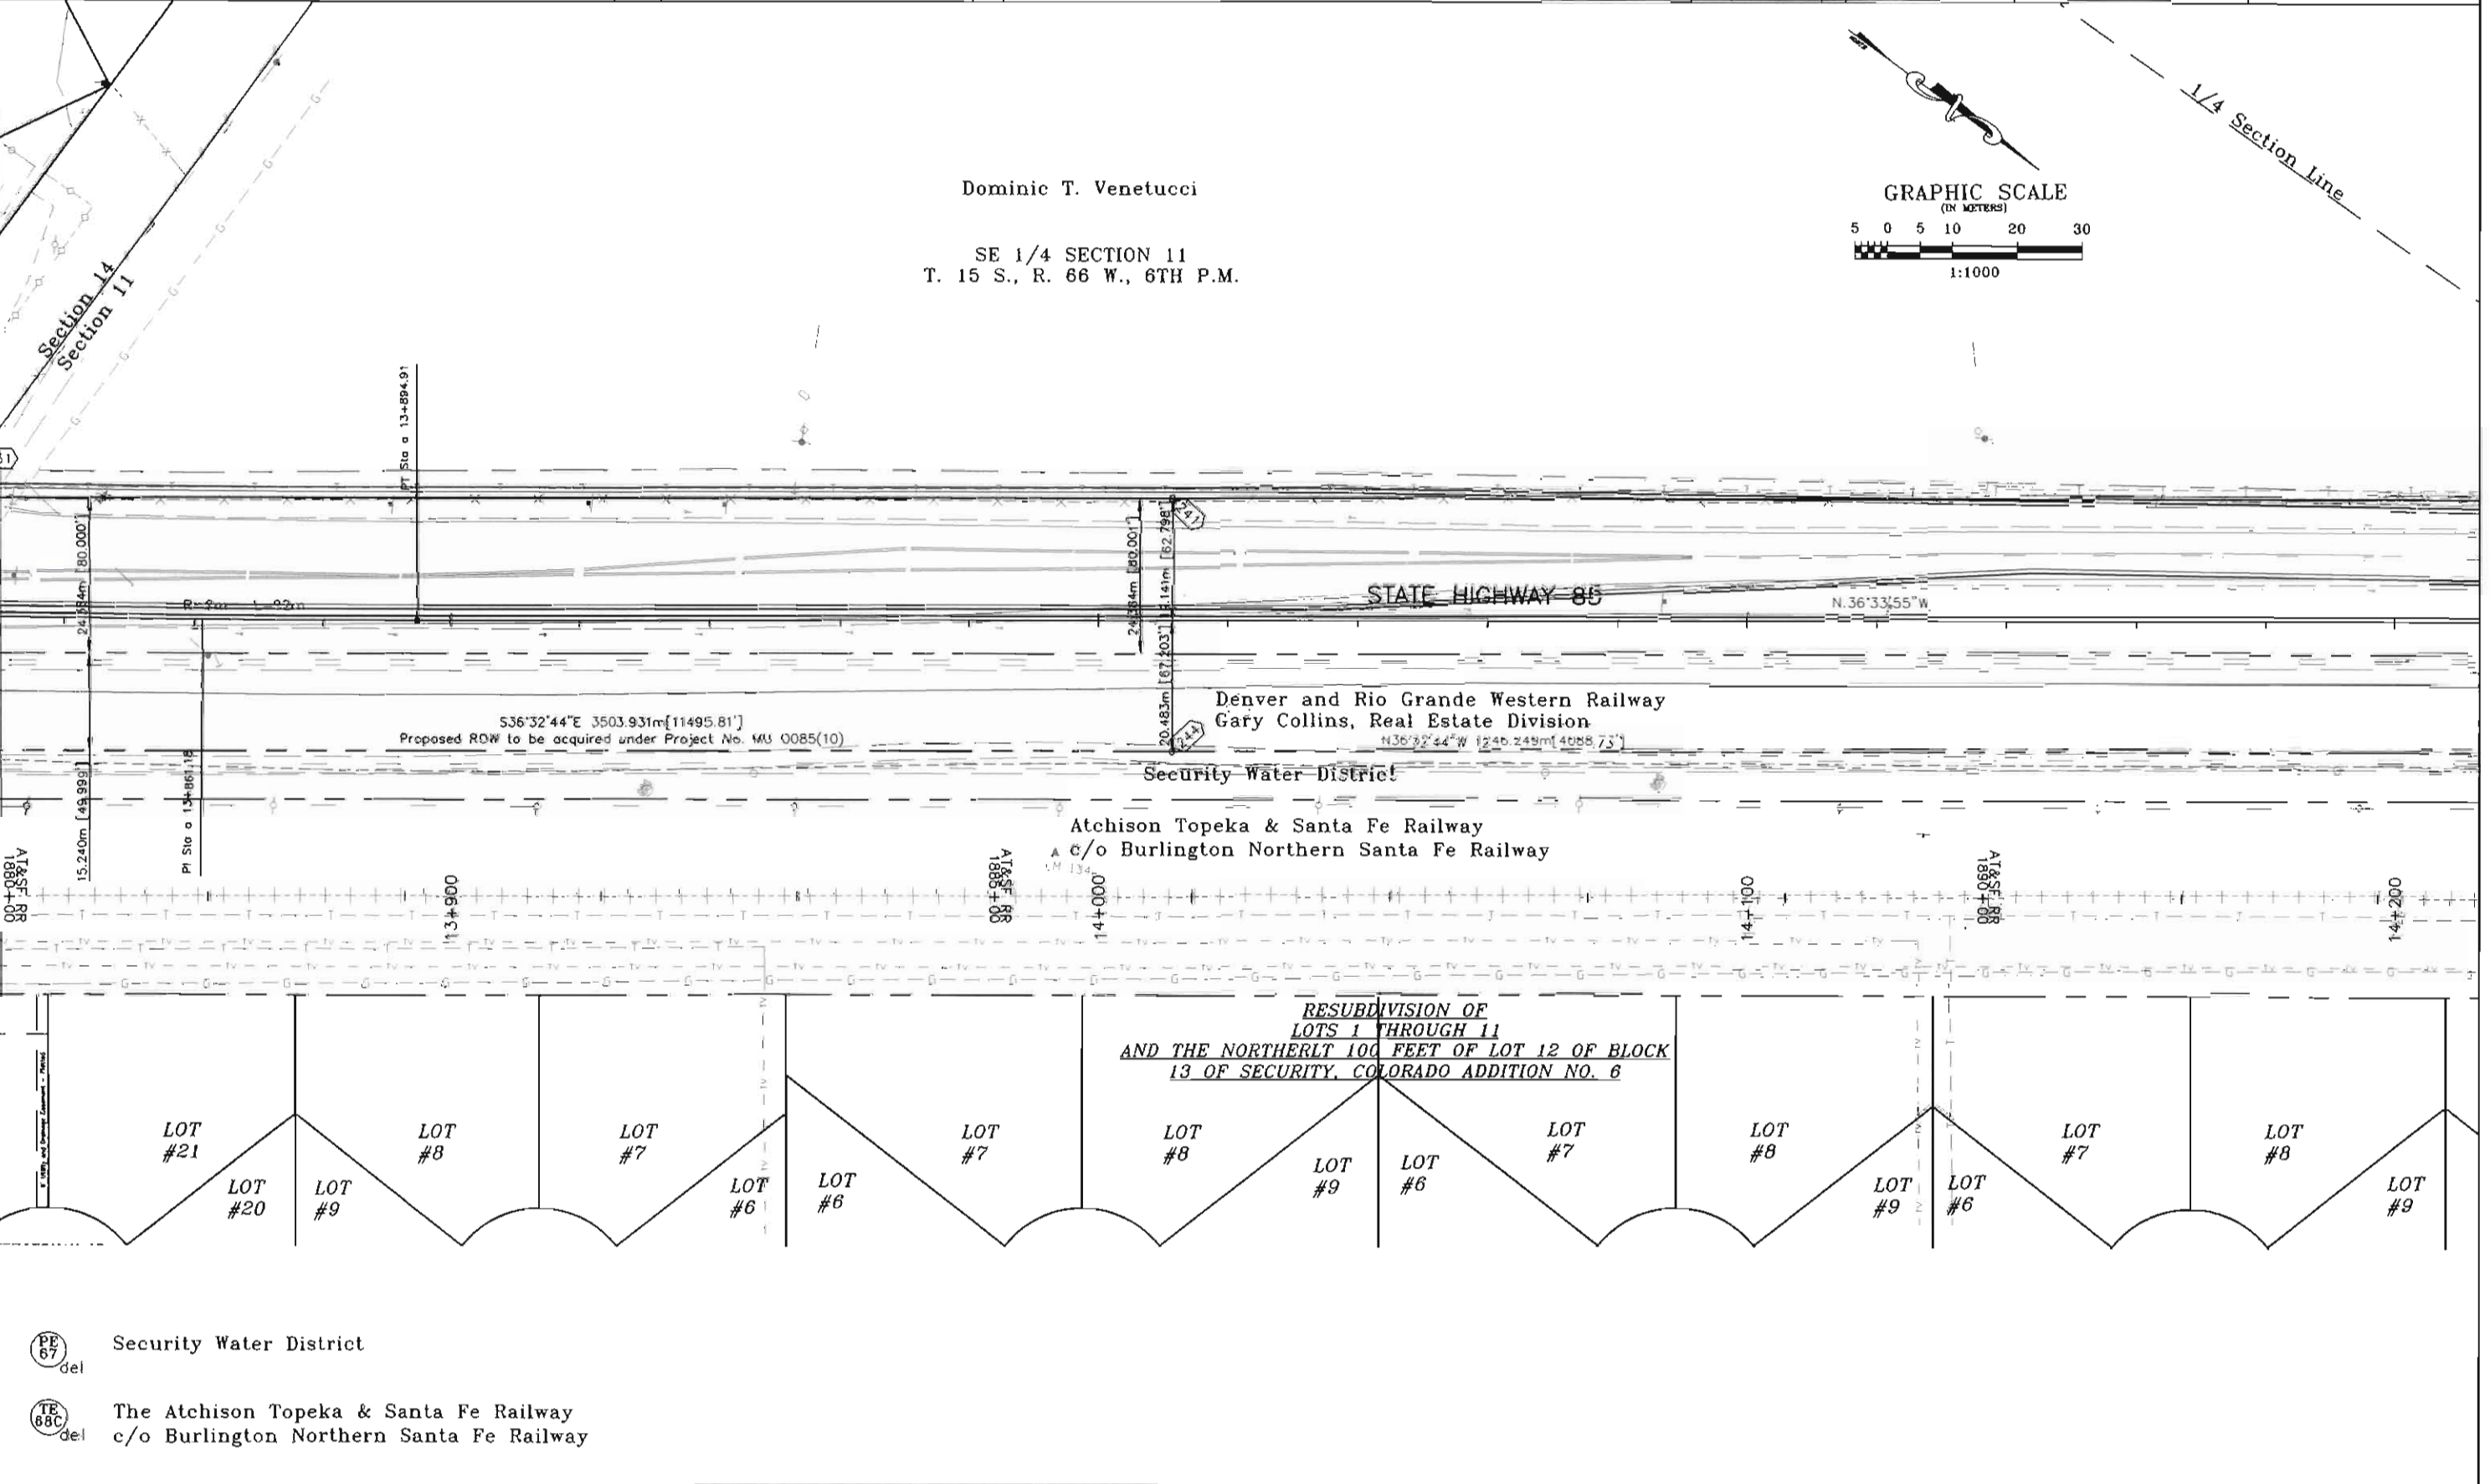 Dominic T. Venetucci
SE 1/4 SECTION 11
T. 15 S., R. 66 W., 6TH P.M.
GRAPHIC SCALE
(IN METERS)
5 0 5 10 20 30
1:1000
1/4 Section Line
Section 14
Section 11
PT Sta a 13+894.91
24.384m [80.000']
24.384m [80.001']
[62.798']
241
STATE HIGHWAY 85
N.36°33'55"W
20.483m [67.203']
244
Denver and Rio Grande Western Railway
Gary Collins, Real Estate Division
N36°32'44"W 1246.249m[4088.73']
S36°32'44"E 3503.931m[11495.81']
Proposed ROW to be acquired under Project No. MU 0085(10)
Security Water District
15.240m [49.999']
PI Sta a 13+861.18
Atchison Topeka & Santa Fe Railway
c/o Burlington Northern Santa Fe Railway
AT&SF RR
1880+00
13+900
AT&SF RR
1885+00
14+000
14+100
AT&SF RR
1890+00
14+200
RESUBDIVISION OF
LOTS 1 THROUGH 11
AND THE NORTHERLT 100 FEET OF LOT 12 OF BLOCK
13 OF SECURITY, COLORADO ADDITION NO. 6
LOT
#21
LOT
#20
LOT
#9
LOT
#8
LOT
#7
LOT
#6
LOT
#6
LOT
#7
LOT
#8
LOT
#9
LOT
#6
LOT
#7
LOT
#8
LOT
#9
LOT
#6
LOT
#7
LOT
#8
LOT
#9
PE
67
del
Security Water District
TE
68C
del
The Atchison Topeka & Santa Fe Railway
c/o Burlington Northern Santa Fe Railway